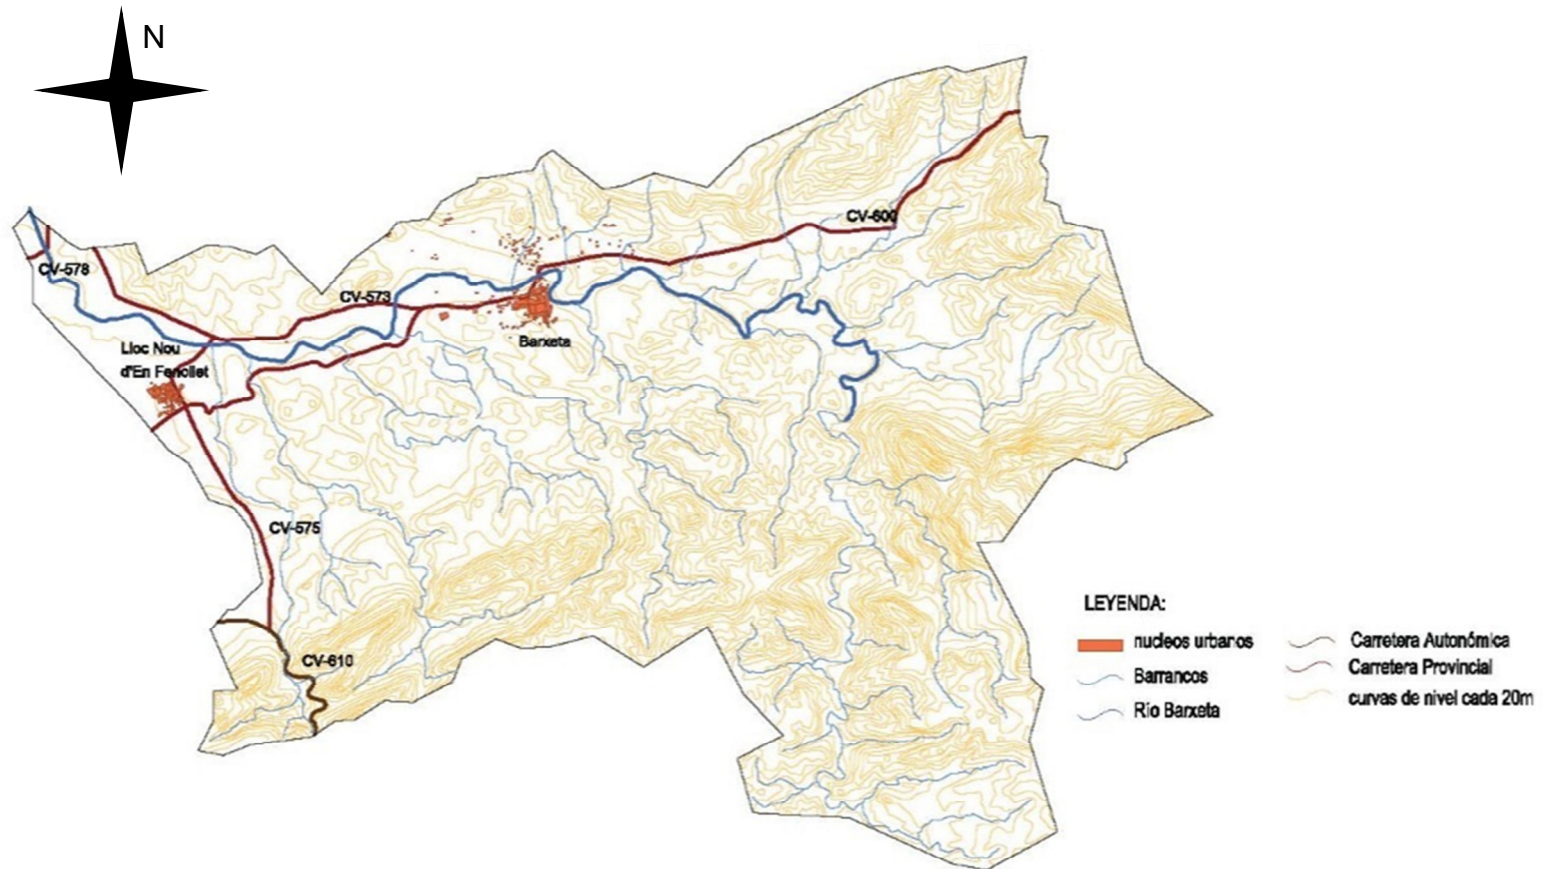 N
CV-600
CV-578
CV-573
Barxeta
Lloc Nou
d'En Fenollet
CV-575
CV-610
LEYENDA:
nucleos urbanos
Barrancos
Río Barxeta
Carretera Autonómica
Carretera Provincial
curvas de nivel cada 20m